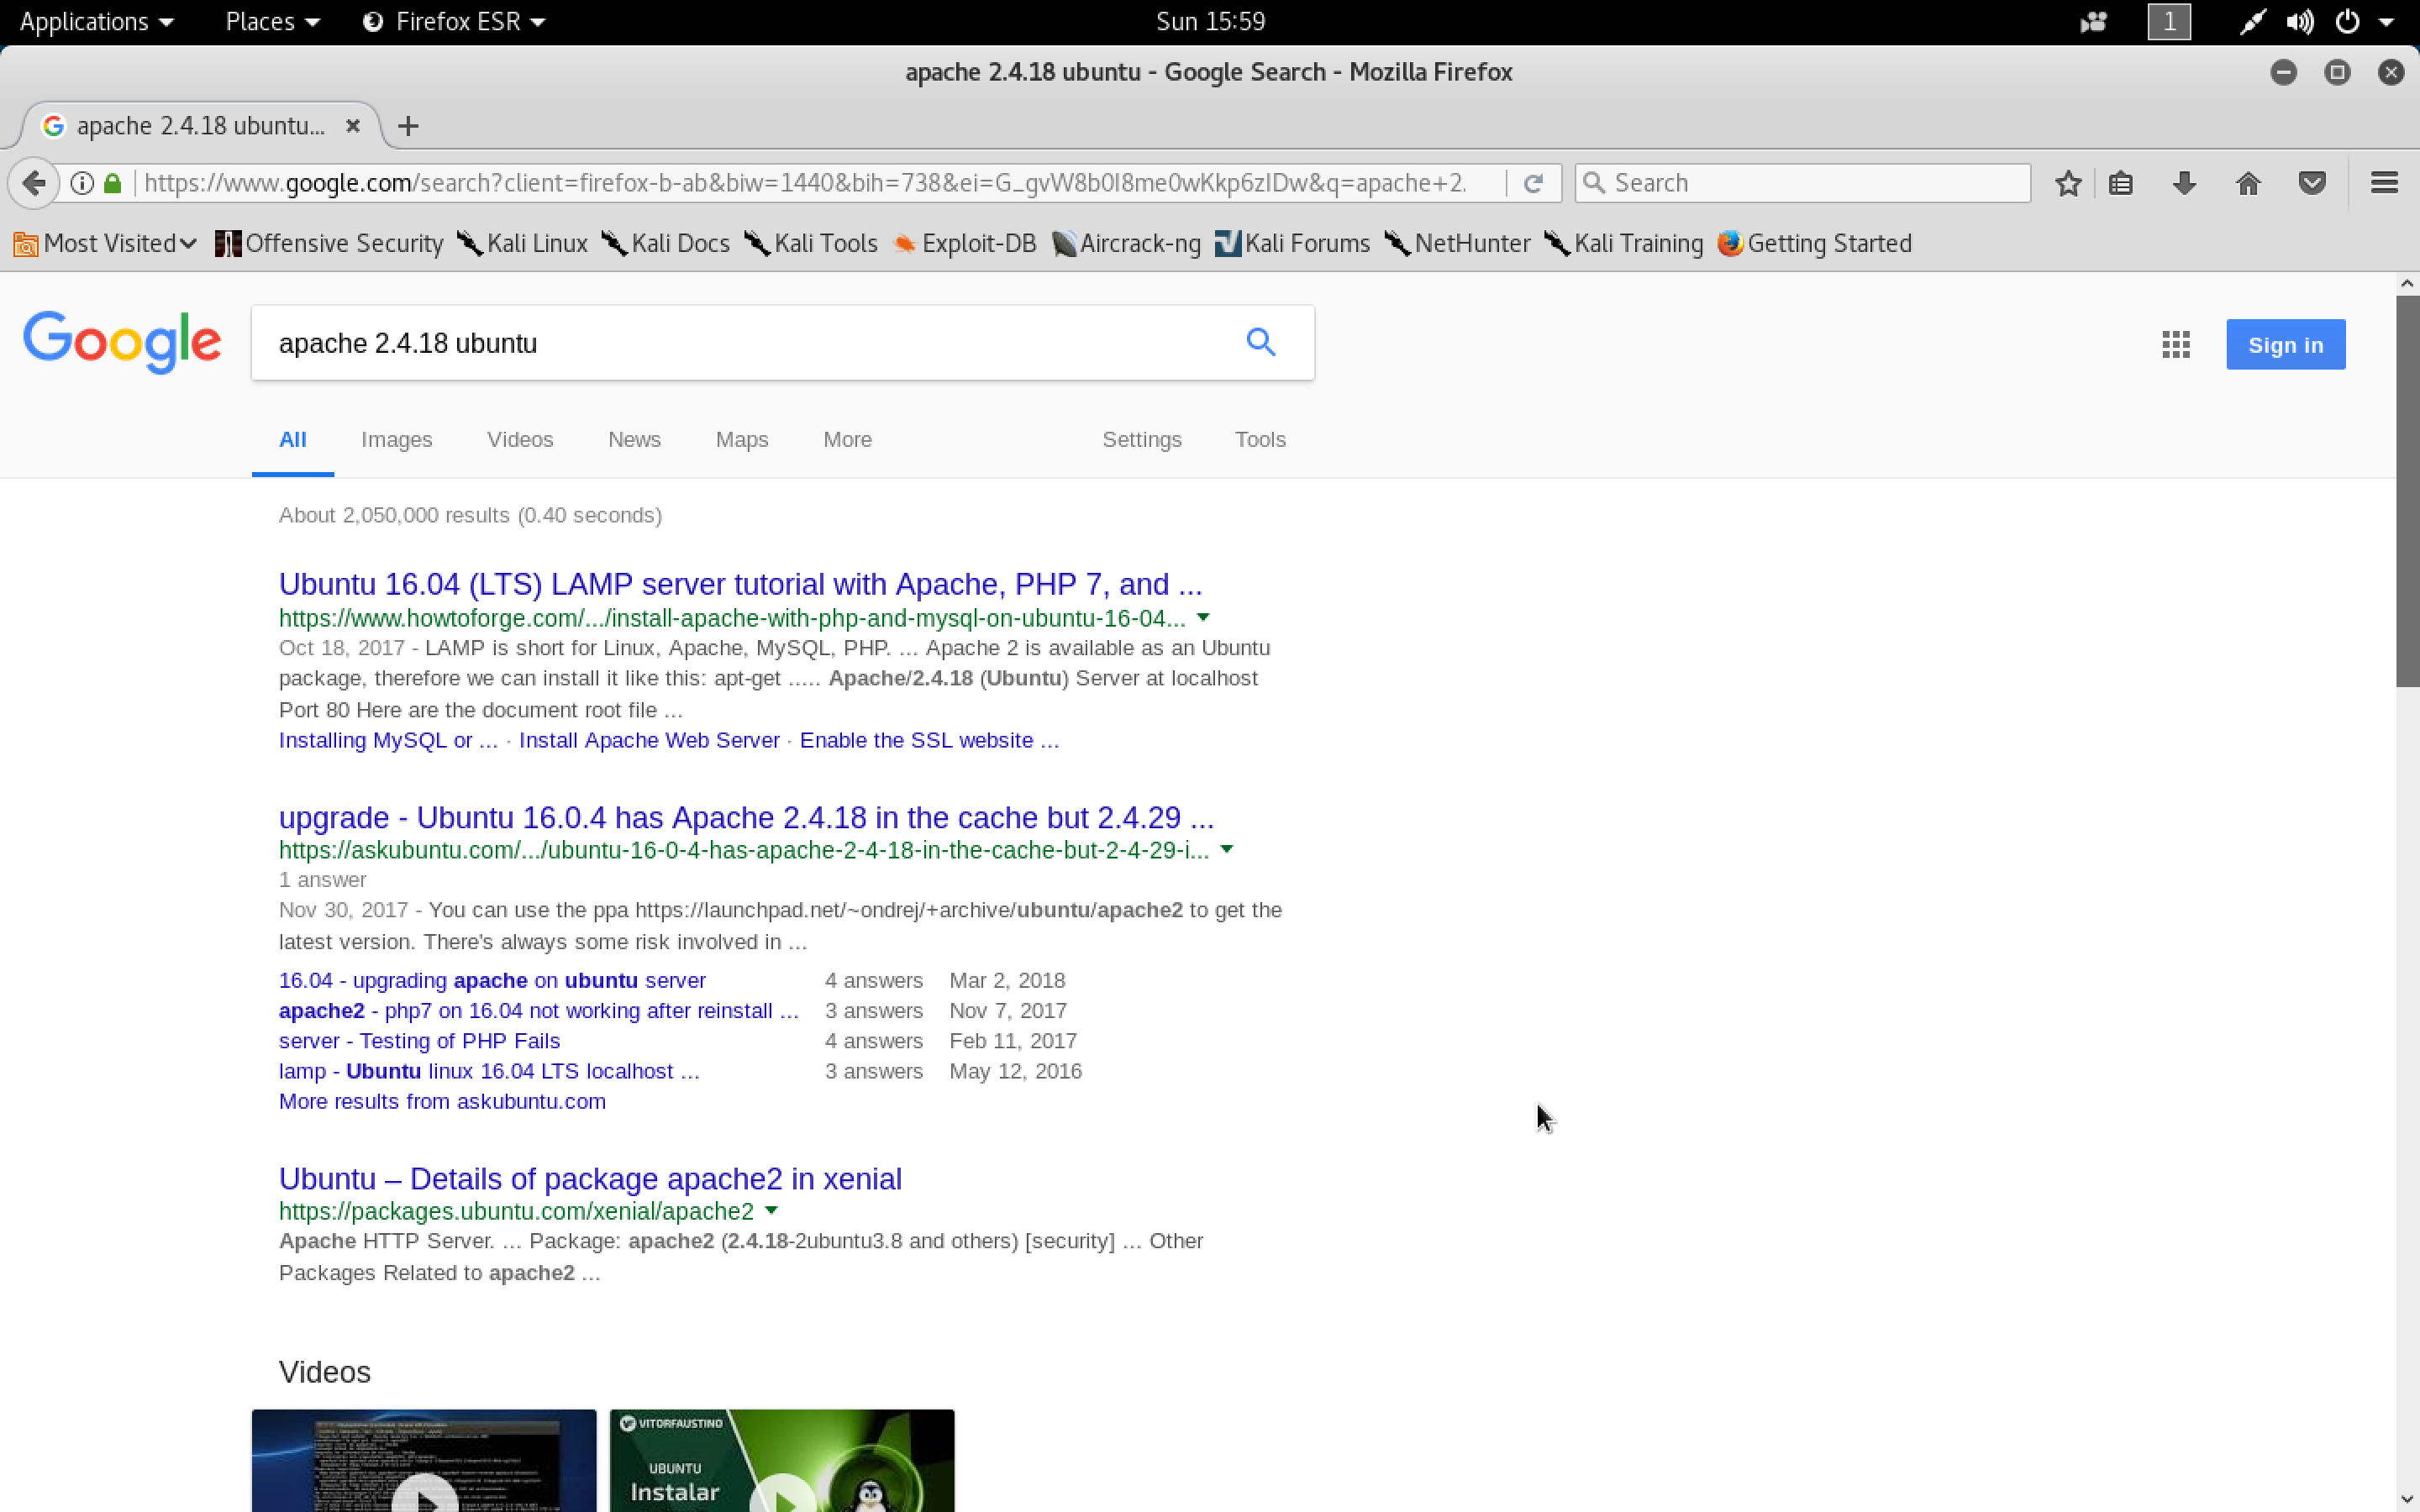 Applications Places Firefox ESR Sun 15:59 1
apache 2.4.18 ubuntu - Google Search - Mozilla Firefox
apache 2.4.18 ubuntu...
https://www.google.com/search?client=firefox-b-ab&biw=1440&bih=738&ei=G_gvW8b0I8me0wKkp6zIDw&q=apache+2. Search
Most Visited Offensive Security Kali Linux Kali Docs Kali Tools Exploit-DB Aircrack-ng Kali Forums NetHunter Kali Training Getting Started
Google apache 2.4.18 ubuntu Sign in
All Images Videos News Maps More Settings Tools
About 2,050,000 results (0.40 seconds)
Ubuntu 16.04 (LTS) LAMP server tutorial with Apache, PHP 7, and ...
https://www.howtoforge.com/.../install-apache-with-php-and-mysql-on-ubuntu-16-04...
Oct 18, 2017 - LAMP is short for Linux, Apache, MySQL, PHP. ... Apache 2 is available as an Ubuntu
package, therefore we can install it like this: apt-get ..... Apache/2.4.18 (Ubuntu) Server at localhost
Port 80 Here are the document root file ...
Installing MySQL or ... · Install Apache Web Server · Enable the SSL website ...
upgrade - Ubuntu 16.0.4 has Apache 2.4.18 in the cache but 2.4.29 ...
https://askubuntu.com/.../ubuntu-16-0-4-has-apache-2-4-18-in-the-cache-but-2-4-29-i...
1 answer
Nov 30, 2017 - You can use the ppa https://launchpad.net/~ondrej/+archive/ubuntu/apache2 to get the
latest version. There's always some risk involved in ...
16.04 - upgrading apache on ubuntu server 4 answers Mar 2, 2018
apache2 - php7 on 16.04 not working after reinstall ... 3 answers Nov 7, 2017
server - Testing of PHP Fails 4 answers Feb 11, 2017
lamp - Ubuntu linux 16.04 LTS localhost ... 3 answers May 12, 2016
More results from askubuntu.com
Ubuntu – Details of package apache2 in xenial
https://packages.ubuntu.com/xenial/apache2
Apache HTTP Server. ... Package: apache2 (2.4.18-2ubuntu3.8 and others) [security] ... Other
Packages Related to apache2 ...
Videos
VITORFAUSTINO
UBUNTU
Instalar